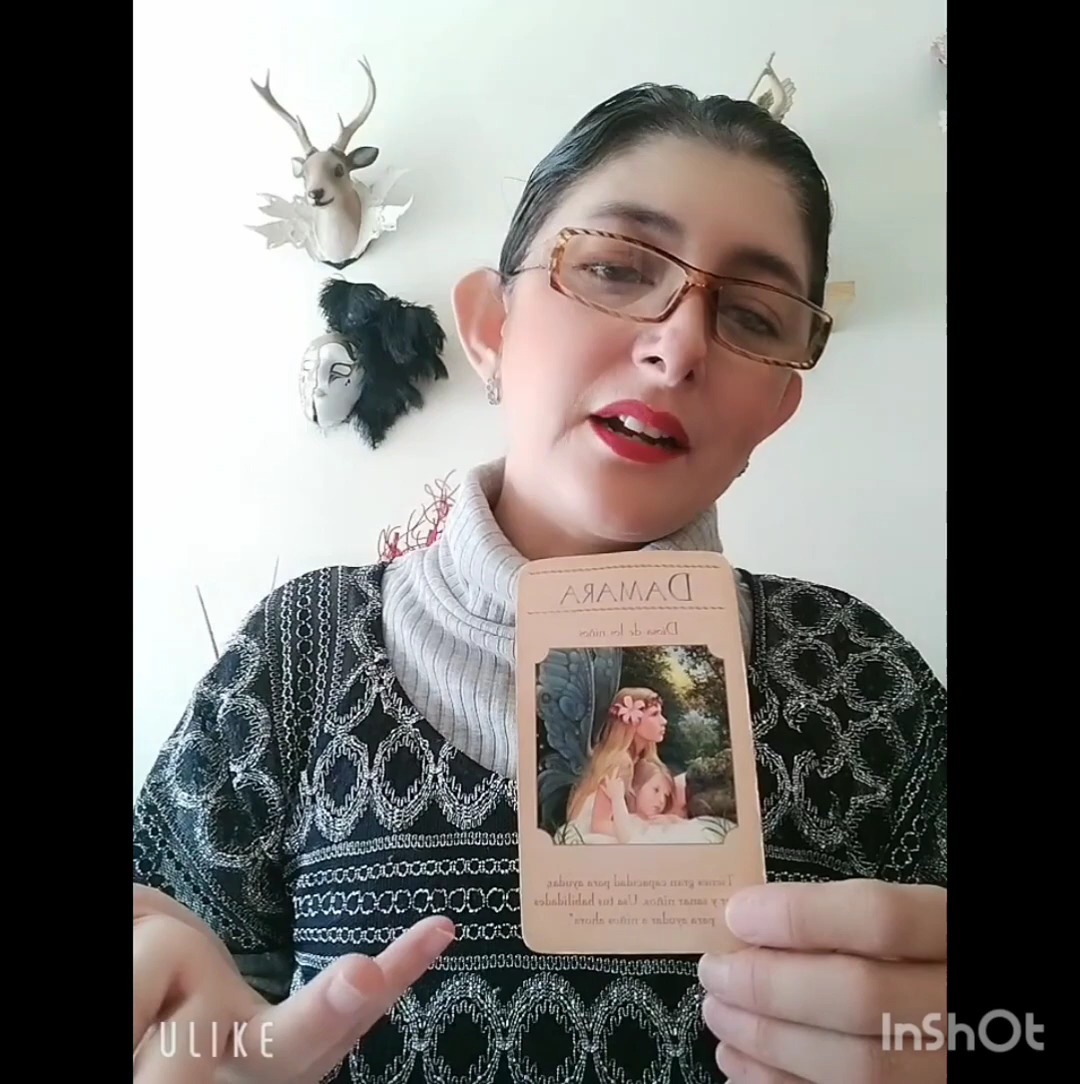 DAMARA
Diosa de los niños
Tienes gran capacidad para ayudar,
y sanar niños. Usa tus habilidades
para ayudar a niños ahora"
ULIKE
InShOt